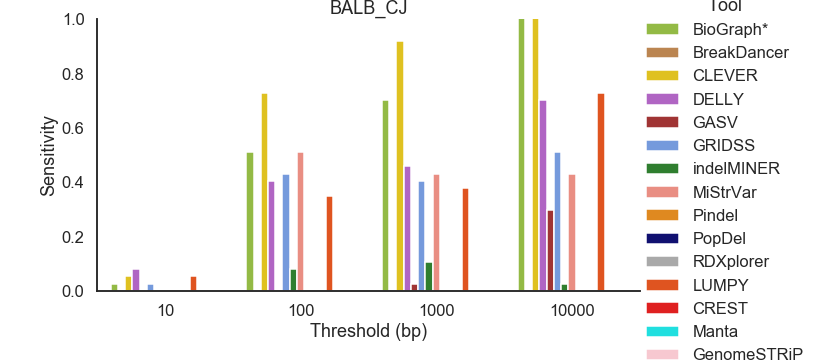 BALB_CJ
Sensitivity
1.0
0.8
0.6
0.4
0.2
0.0
10
100
1000
10000
Threshold (bp)
Tool
BioGraph*
BreakDancer
CLEVER
DELLY
GASV
GRIDSS
indelMINER
MiStrVar
Pindel
PopDel
RDXplorer
LUMPY
CREST
Manta
GenomeSTRiP